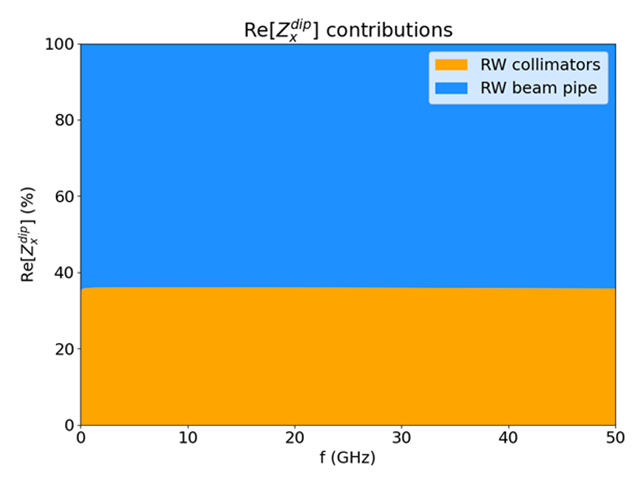 Re[Z_x^{dip}] contributions
RW collimators
RW beam pipe
Re[Z_x^{dip}] (%)
100
80
60
40
20
0
0 10 20 30 40 50
f (GHz)